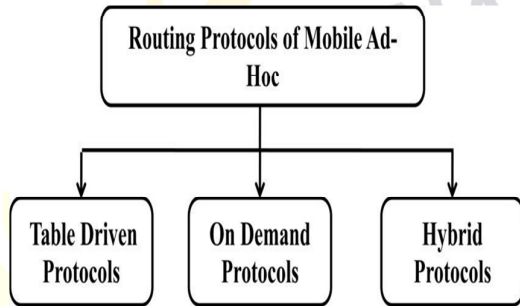 Routing Protocols of Mobile Ad-
Hoc
Table Driven
Protocols
On Demand
Protocols
Hybrid
Protocols